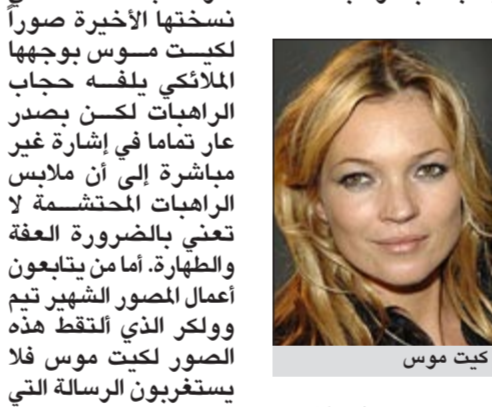 نسختها الأخيرة صوراً
لكيت موس بوجهها
الملائكي يلفه حجاب
الراهبات لكن بصدر
عار تماما في إشارة غير
مباشرة إلى أن ملابس
الراهبات المحتشمة لا
تعني بالضرورة العفة
والطهارة. أما من يتابعون
أعمال المصور الشهير تيم
وولكر الذي ألتقط هذه
الصور لكيت موس فلا
يستغربون الرسالة التي
كيت موس